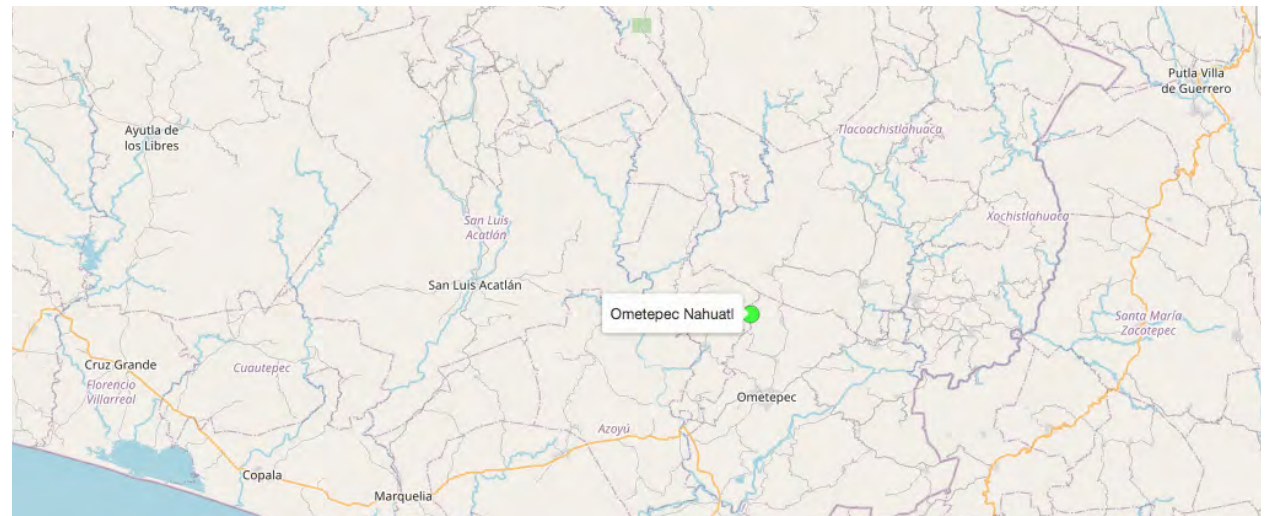 Putla Villa
de Guerrero
Ayutla de
los Libres
Tlacoachistlahuaca
San Luis
Acatlán
Xochistlahuaca
San Luis Acatlán
Ometepec Nahuatl
Santa María
Zacatepec
Cruz Grande
Cuautepec
Florencio
Villarreal
Ometepec
Azoyú
Copala
Marquelia